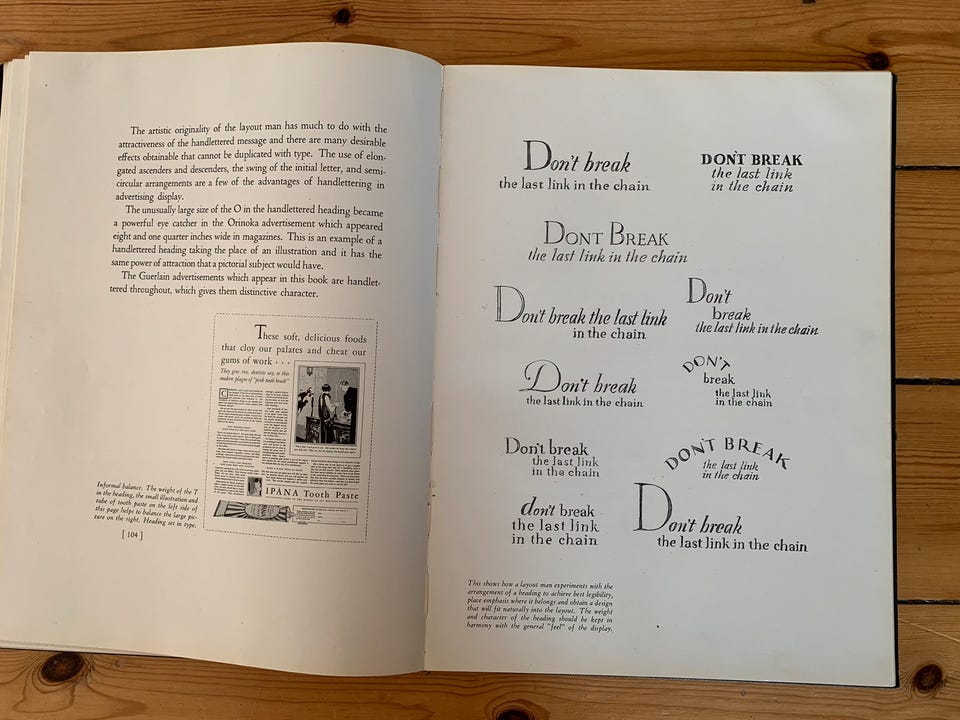 The artistic originality of the layout man has much to do with the
attractiveness of the handlettered message and there are many desirable
effects obtainable that cannot be duplicated with type. The use of elon-
gated ascenders and descenders, the swing of the initial letter, and semi-
circular arrangements are a few of the advantages of handlettering in
advertising display.
The unusually large size of the O in the handlettered heading became
a powerful eye catcher in the Orinoka advertisement which appeared
eight and one quarter inches wide in magazines. This is an example of a
handlettered heading taking the place of an illustration and it has the
same power of attraction that a pictorial subject would have.
The Guerlain advertisements which appear in this book are handlet-
tered throughout, which gives them distinctive character.
These soft, delicious foods
that cloy our palates and cheat our
gums of work . . .
They give rise, dentists say, to this
modern plague of "pink tooth brush"
IPANA Tooth Paste
Informal balance. The weight of the T
in the heading, the small illustration and
tube of tooth paste on the left side of
this page helps to balance the large pic-
ture on the right. Heading set in type.
[ 104 ]
Don't break
the last link in the chain
DON'T BREAK
the last link
in the chain
DONT BREAK
the last link in the chain
Don't break the last link
in the chain
Don't
break
the last link in the chain
Don't break
the last link in the chain
DON'T
break
the last link
in the chain
Don't break
the last link
in the chain
DON'T BREAK
the last link
in the chain
don't break
the last link
in the chain
Don't break
the last link in the chain
This shows how a layout man experiments with the
arrangement of a heading to achieve best legibility,
place emphasis where it belongs and obtain a design
that will fit naturally into the layout. The weight
and character of the heading should be kept in
harmony with the general "feel" of the display.